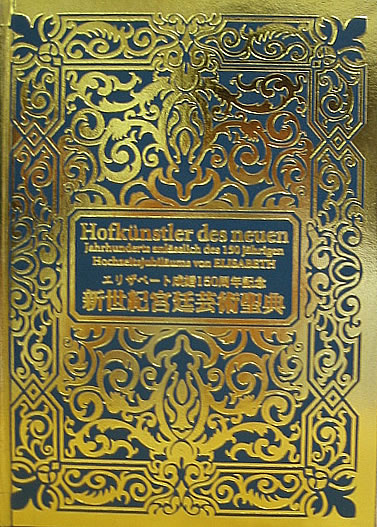 Hofkünstler des neuen
Jahrhunderts anlässlich des 150 jährigen
Hochzeitsjubiläums von ELISABETH
エリザベート成婚150周年記念
新世紀宮廷芸術聖典